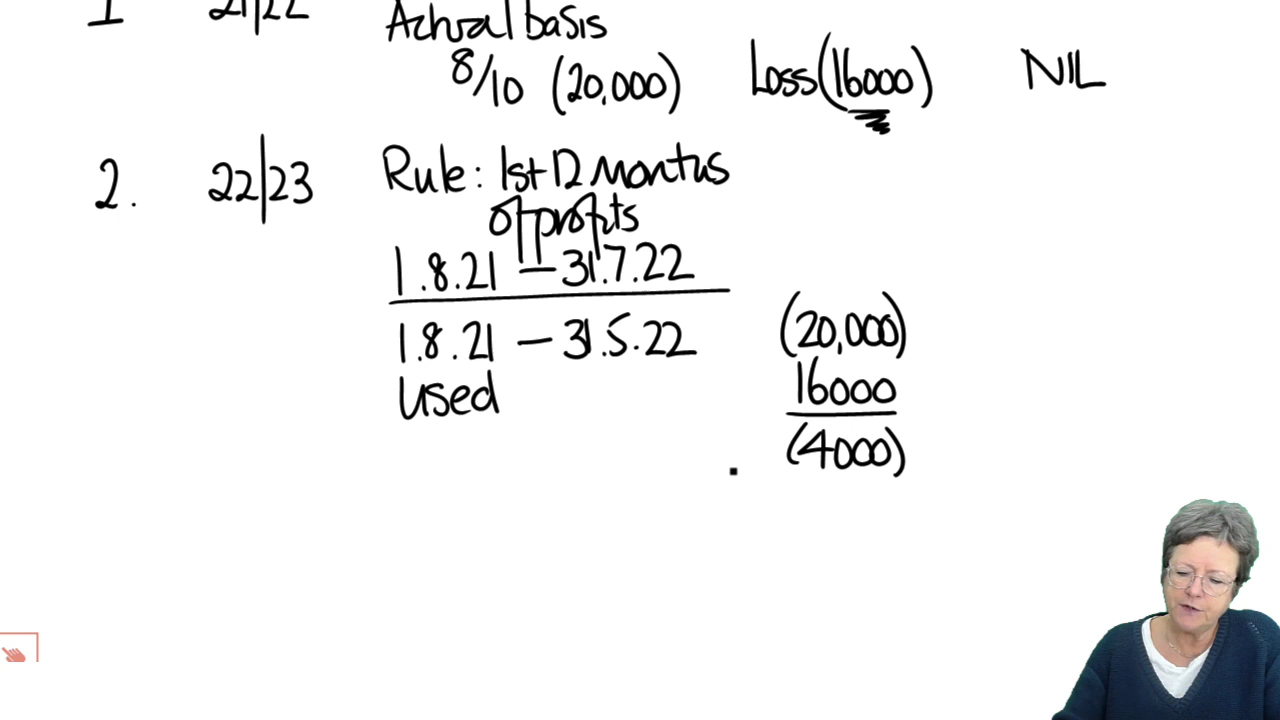 1 21|22 Actual basis
8/10 (20,000) Loss (16000) NIL
2. 22|23 Rule: 1st 12 months
of profits
1.8.21 — 31.7.22
1.8.21 — 31.5.22 (20,000)
used 16000
(4000)